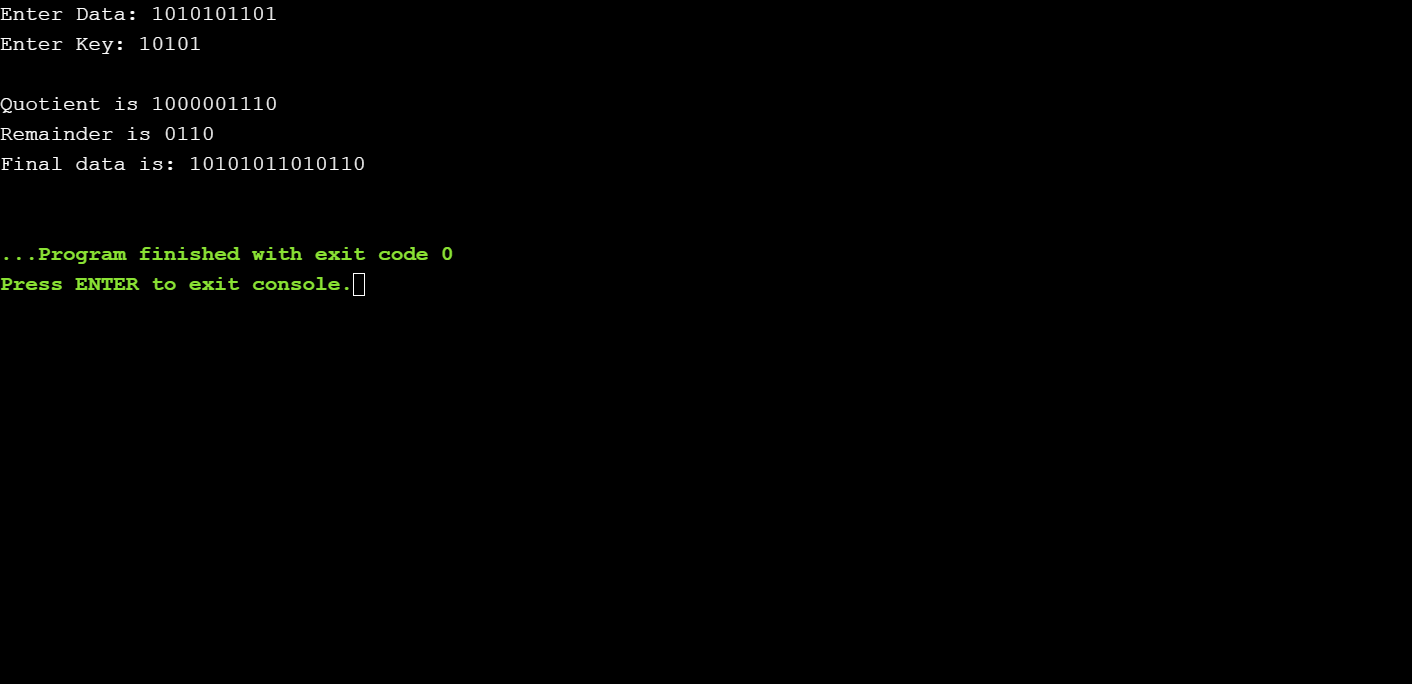 Enter Data: 1010101101
Enter Key: 10101
Quotient is 1000001110
Remainder is 0110
Final data is: 10101011010110
...Program finished with exit code 0
Press ENTER to exit console.